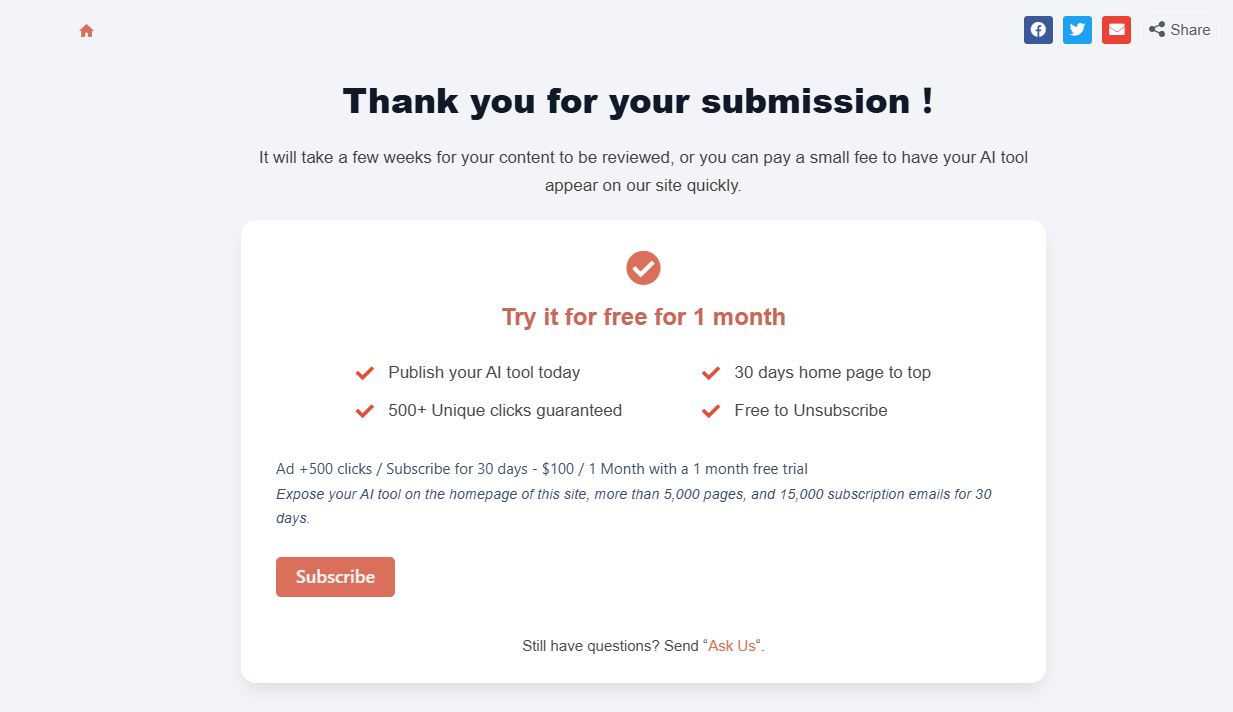 Share
Thank you for your submission !
It will take a few weeks for your content to be reviewed, or you can pay a small fee to have your AI tool
appear on our site quickly.
Try it for free for 1 month
Publish your AI tool today
30 days home page to top
500+ Unique clicks guaranteed
Free to Unsubscribe
Ad +500 clicks / Subscribe for 30 days - $100 / 1 Month with a 1 month free trial
Expose your AI tool on the homepage of this site, more than 5,000 pages, and 15,000 subscription emails for 30
days.
Subscribe
Still have questions? Send “Ask Us“.